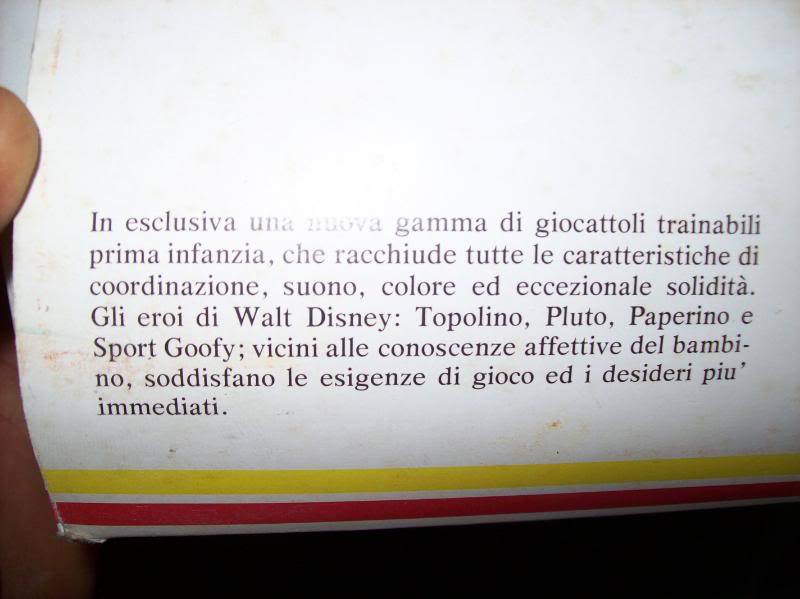 In esclusiva una nuova gamma di giocattoli trainabili
prima infanzia, che racchiude tutte le caratteristiche di
coordinazione, suono, colore ed eccezionale solidità.
Gli eroi di Walt Disney: Topolino, Pluto, Paperino e
Sport Goofy; vicini alle conoscenze affettive del bambi-
no, soddisfano le esigenze di gioco ed i desideri piu'
immediati.